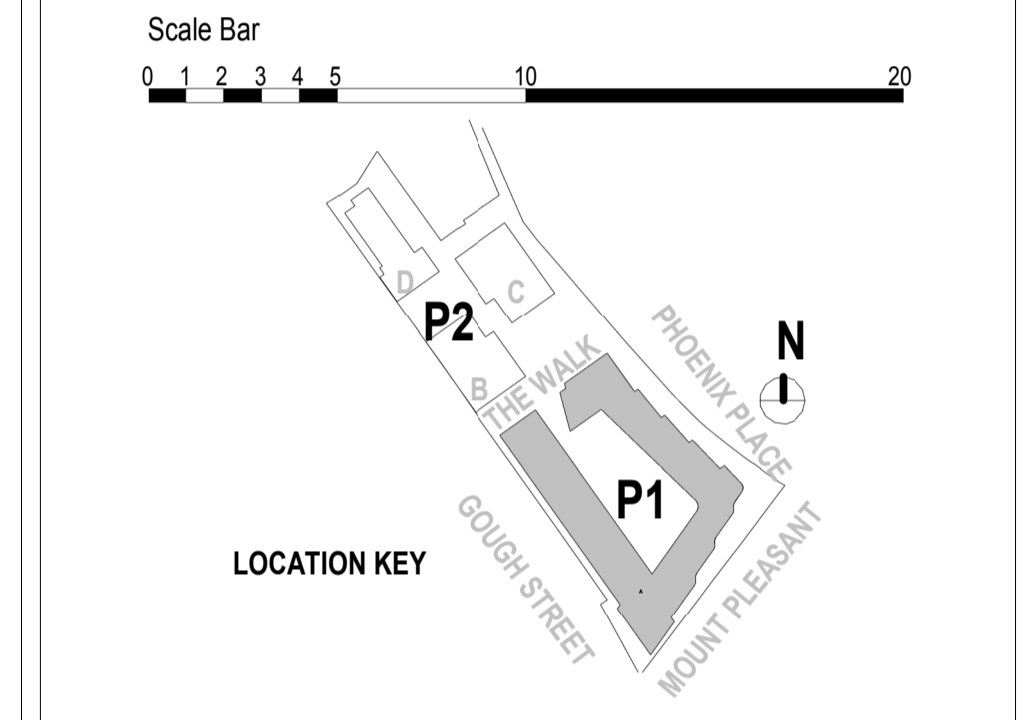 Scale Bar
0 1 2 3 4 5 10 20
D
C
P2
B
THE WALK
PHOENIX PLACE
N
P1
GOUGH STREET
MOUNT PLEASANT
LOCATION KEY